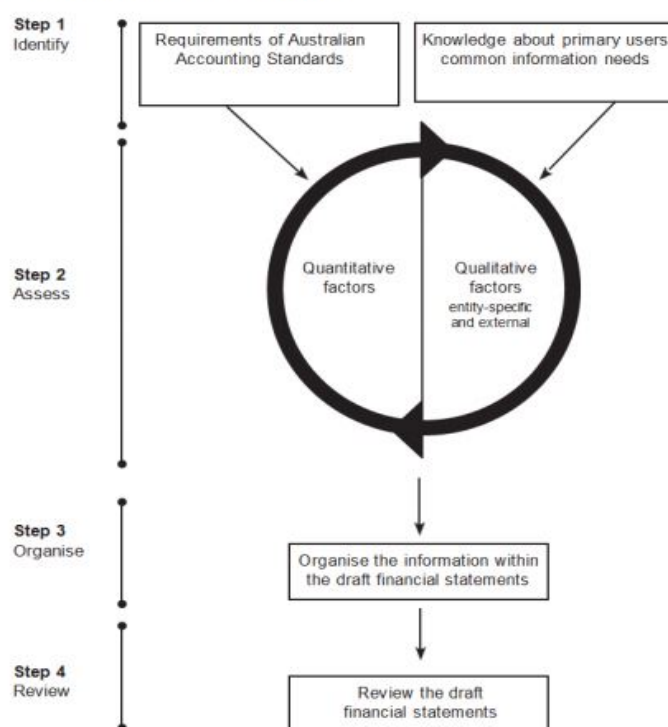 Step 1
Identify
Requirements of Australian
Accounting Standards
Knowledge about primary users
common information needs
Step 2
Assess
Quantitative
factors
Qualitative
factors
entity-specific
and external
Step 3
Organise
Organise the information within
the draft financial statements
Step 4
Review
Review the draft
financial statements